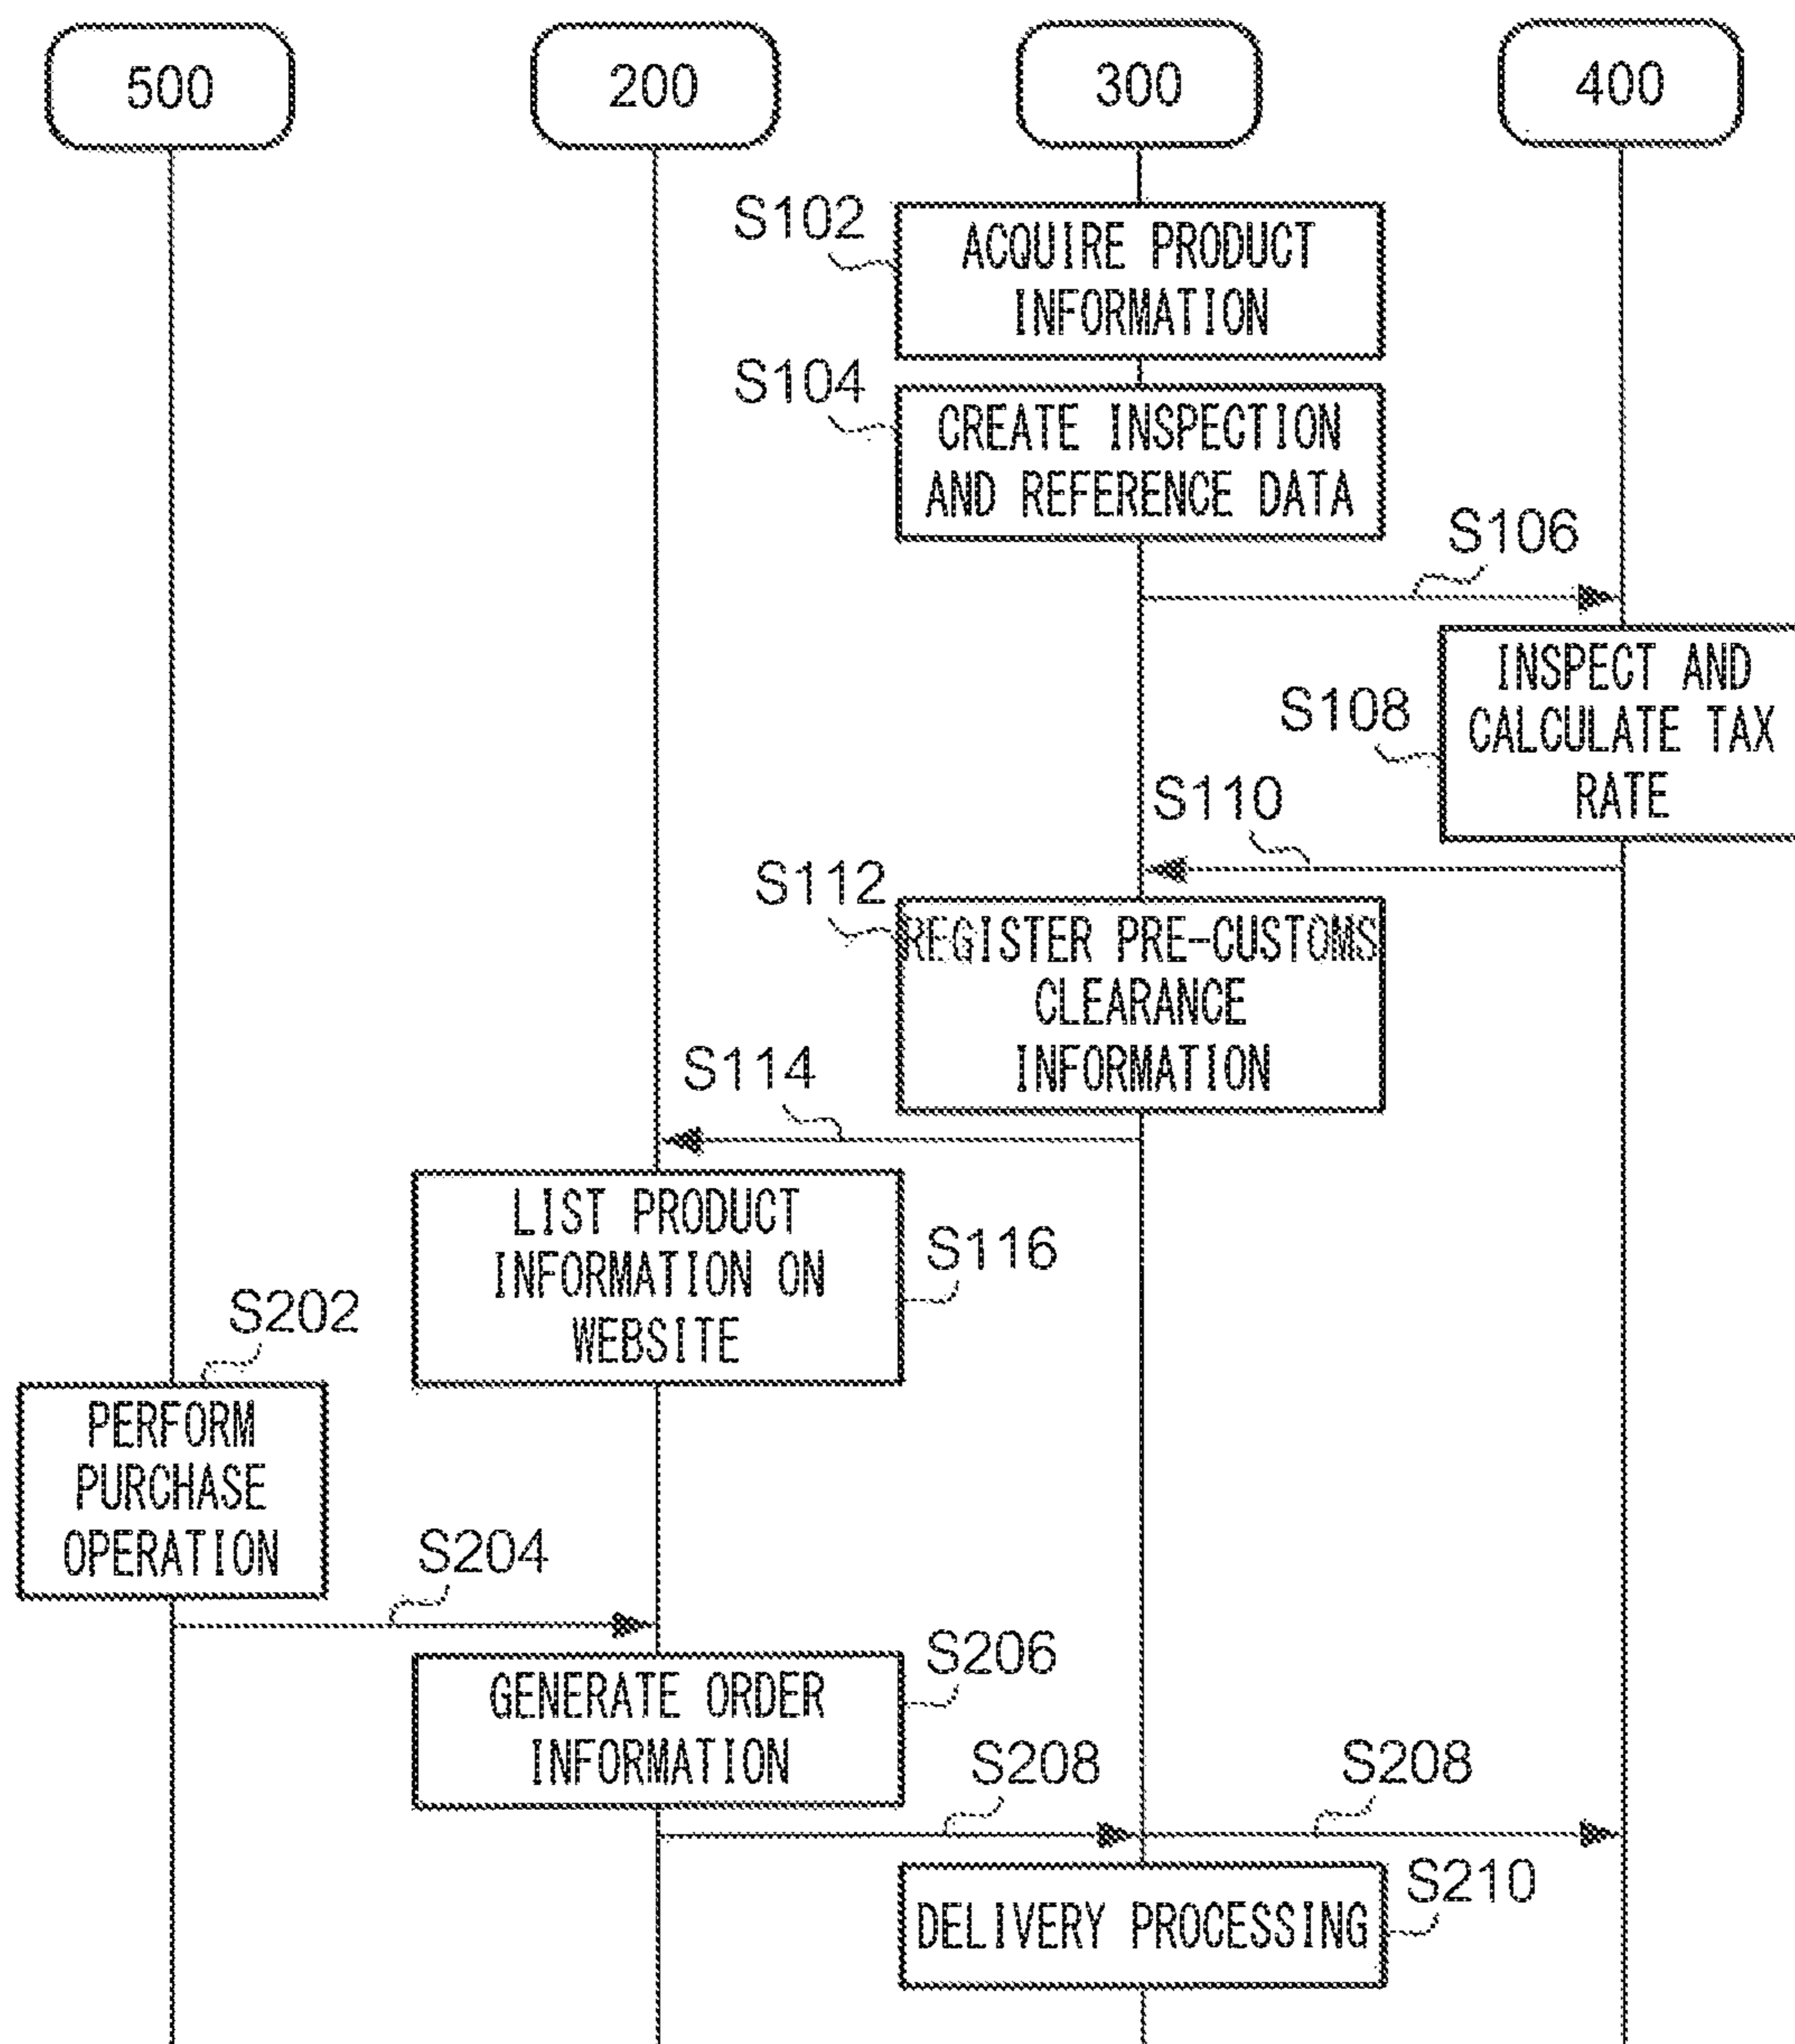 500
200
300
400
S102
ACQUIRE PRODUCT
INFORMATION
S104
CREATE INSPECTION
AND REFERENCE DATA
S106
INSPECT AND
CALCULATE TAX
RATE
S108
S110
S112
REGISTER PRE-CUSTOMS
CLEARANCE
INFORMATION
S114
LIST PRODUCT
INFORMATION ON
WEBSITE
S116
S202
PERFORM
PURCHASE
OPERATION
S204
GENERATE ORDER
INFORMATION
S206
S208
S208
DELIVERY PROCESSING
S210